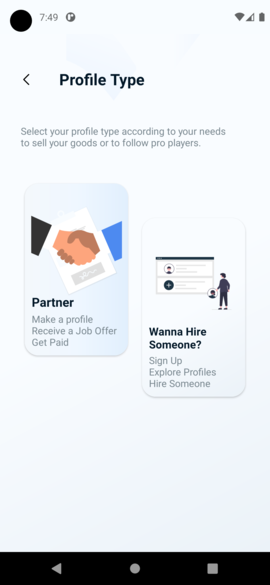 7:49
Profile Type
Select your profile type according to your needs
to sell your goods or to follow pro players.
Partner
Make a profile
Receive a Job Offer
Get Paid
Wanna Hire
Someone?
Sign Up
Explore Profiles
Hire Someone